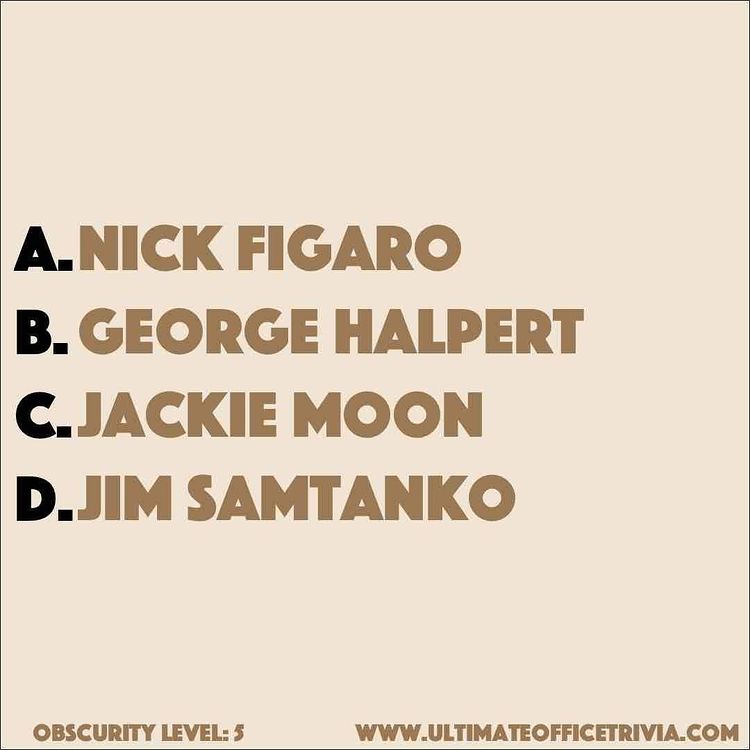 A. NICK FIGARO
B. GEORGE HALPERT
C. JACKIE MOON
D. JIM SAMTANKO
OBSCURITY LEVEL: 5 WWW.ULTIMATEOFFICETRIVIA.COM